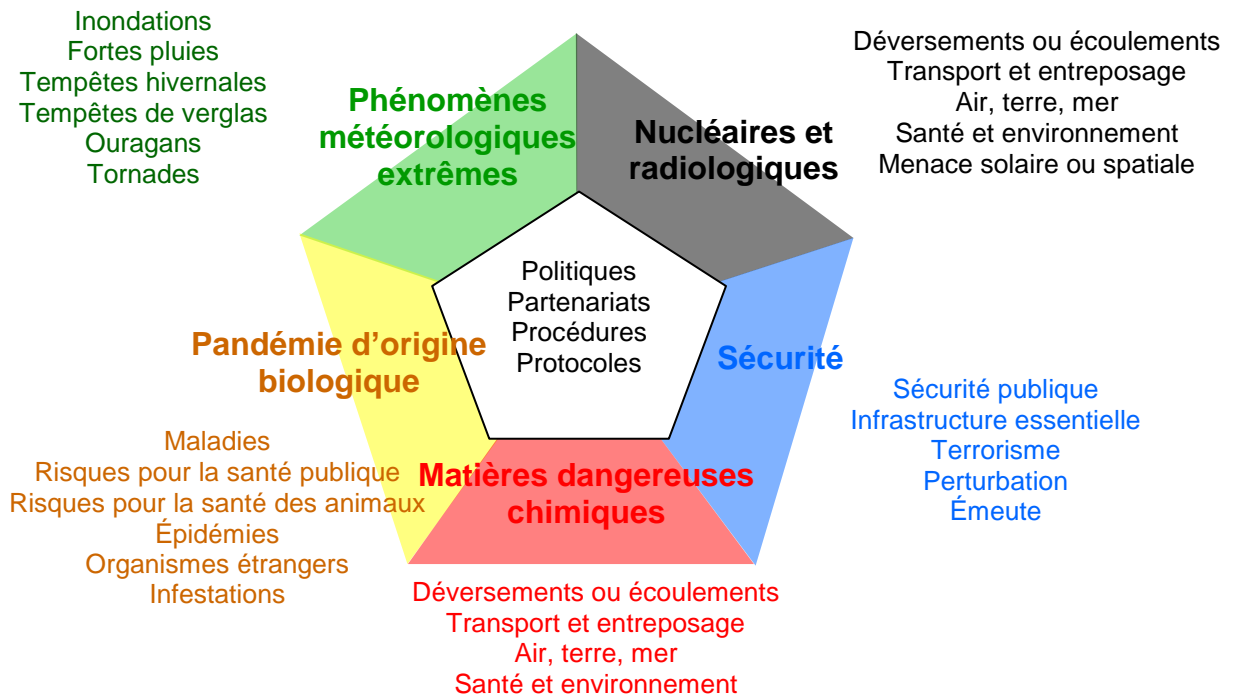 Inondations
Fortes pluies
Tempêtes hivernales
Tempêtes de verglas
Ouragans
Tornades
Phénomènes
météorologiques
extrêmes
Nucléaires et
radiologiques
Déversements ou écoulements
Transport et entreposage
Air, terre, mer
Santé et environnement
Menace solaire ou spatiale
Politiques
Partenariats
Procédures
Protocoles
Pandémie d’origine
biologique
Maladies
Risques pour la santé publique
Risques pour la santé des animaux
Épidémies
Organismes étrangers
Infestations
Sécurité
Sécurité publique
Infrastructure essentielle
Terrorisme
Perturbation
Émeute
Matières dangereuses
chimiques
Déversements ou écoulements
Transport et entreposage
Air, terre, mer
Santé et environnement